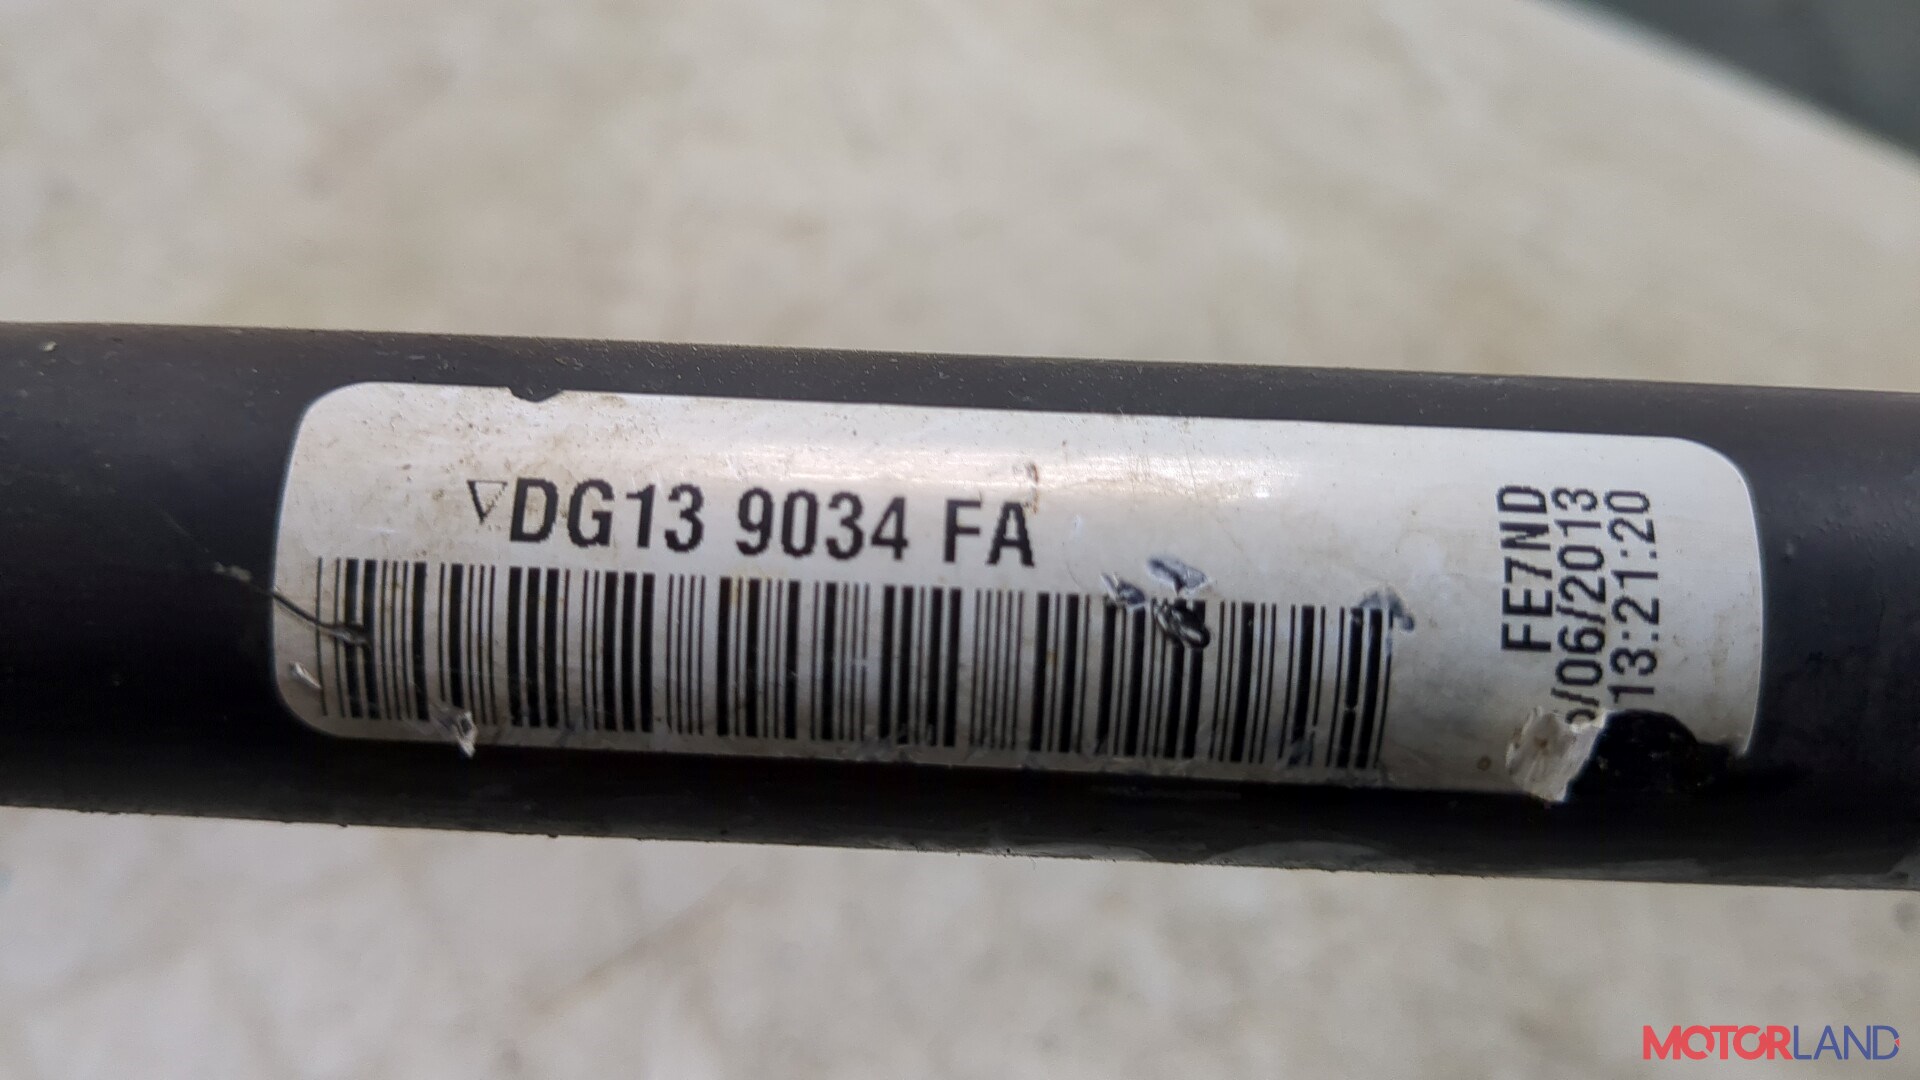 DG13 9034 FA
FE7ND
/06/2013
13:21:20
MOTORLAND